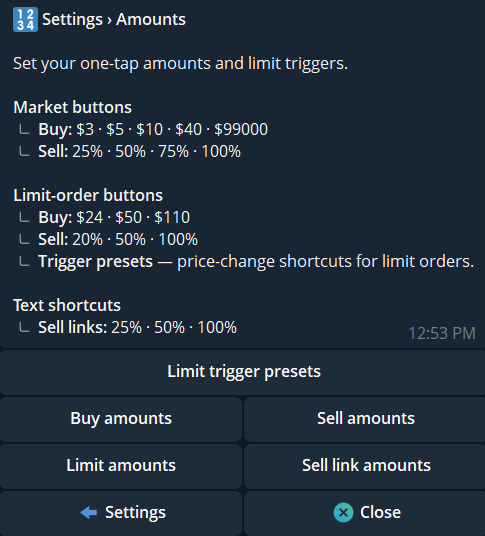 🔢 Settings › Amounts
Set your one-tap amounts and limit triggers.
Market buttons
Buy: $3 · $5 · $10 · $40 · $99000
Sell: 25% · 50% · 75% · 100%
Limit-order buttons
Buy: $24 · $50 · $110
Sell: 20% · 50% · 100%
Trigger presets — price-change shortcuts for limit orders.
Text shortcuts
Sell links: 25% · 50% · 100%
12:53 PM
Limit trigger presets
Buy amounts
Sell amounts
Limit amounts
Sell link amounts
Settings
Close